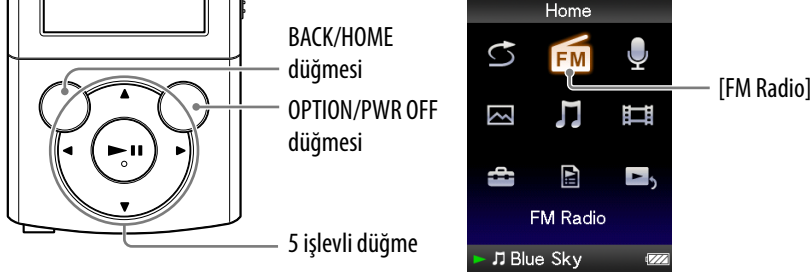 BACK/HOME
düğmesi
OPTION/PWR OFF
düğmesi
5 işlevli düğme
Home
FM
[FM Radio]
FM Radio
Blue Sky